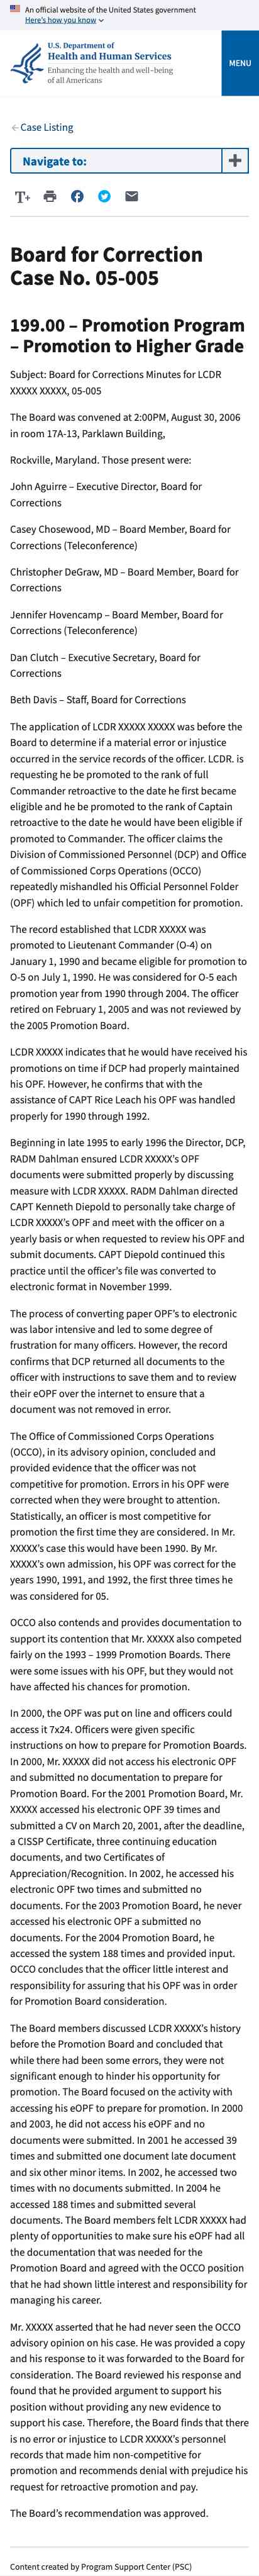 An official website of the United States government
Here's how you know
U.S. Department of
Health and Human Services
Enhancing the health and well-being
of all Americans
MENU
Case Listing
Navigate to:
Board for Correction
Case No. 05-005
199.00 – Promotion Program
– Promotion to Higher Grade
Subject: Board for Corrections Minutes for LCDR
XXXXX XXXXX, 05-005
The Board was convened at 2:00PM, August 30, 2006
in room 17A-13, Parklawn Building,
Rockville, Maryland. Those present were:
John Aguirre – Executive Director, Board for
Corrections
Casey Chosewood, MD – Board Member, Board for
Corrections (Teleconference)
Christopher DeGraw, MD – Board Member, Board for
Corrections
Jennifer Hovencamp – Board Member, Board for
Corrections (Teleconference)
Dan Clutch – Executive Secretary, Board for
Corrections
Beth Davis – Staff, Board for Corrections
The application of LCDR XXXXX XXXXX was before the
Board to determine if a material error or injustice
occurred in the service records of the officer. LCDR. is
requesting he be promoted to the rank of full
Commander retroactive to the date he first became
eligible and he be promoted to the rank of Captain
retroactive to the date he would have been eligible if
promoted to Commander. The officer claims the
Division of Commissioned Personnel (DCP) and Office
of Commissioned Corps Operations (OCCO)
repeatedly mishandled his Official Personnel Folder
(OPF) which led to unfair competition for promotion.
The record established that LCDR XXXXX was
promoted to Lieutenant Commander (O-4) on
January 1, 1990 and became eligible for promotion to
O-5 on July 1, 1990. He was considered for O-5 each
promotion year from 1990 through 2004. The officer
retired on February 1, 2005 and was not reviewed by
the 2005 Promotion Board.
LCDR XXXXX indicates that he would have received his
promotions on time if DCP had properly maintained
his OPF. However, he confirms that with the
assistance of CAPT Rice Leach his OPF was handled
properly for 1990 through 1992.
Beginning in late 1995 to early 1996 the Director, DCP,
RADM Dahlman ensured LCDR XXXXX's OPF
documents were submitted properly by discussing
measure with LCDR XXXXX. RADM Dahlman directed
CAPT Kenneth Diepold to personally take charge of
LCDR XXXXX's OPF and meet with the officer on a
yearly basis or when requested to review his OPF and
submit documents. CAPT Diepold continued this
practice until the officer's file was converted to
electronic format in November 1999.
The process of converting paper OPF's to electronic
was labor intensive and led to some degree of
frustration for many officers. However, the record
confirms that DCP returned all documents to the
officer with instructions to save them and to review
their eOPF over the internet to ensure that a
document was not removed in error.
The Office of Commissioned Corps Operations
(OCCO), in its advisory opinion, concluded and
provided evidence that the officer was not
competitive for promotion. Errors in his OPF were
corrected when they were brought to attention.
Statistically, an officer is most competitive for
promotion the first time they are considered. In Mr.
XXXXX's case this would have been 1990. By Mr.
XXXXX's own admission, his OPF was correct for the
years 1990, 1991, and 1992, the first three times he
was considered for 05.
OCCO also contends and provides documentation to
support its contention that Mr. XXXXX also competed
fairly on the 1993 – 1999 Promotion Boards. There
were some issues with his OPF, but they would not
have affected his chances for promotion.
In 2000, the OPF was put on line and officers could
access it 7x24. Officers were given specific
instructions on how to prepare for Promotion Boards.
In 2000, Mr. XXXXX did not access his electronic OPF
and submitted no documentation to prepare for
Promotion Board. For the 2001 Promotion Board, Mr.
XXXXX accessed his electronic OPF 39 times and
submitted a CV on March 20, 2001, after the deadline,
a CISSP Certificate, three continuing education
documents, and two Certificates of
Appreciation/Recognition. In 2002, he accessed his
electronic OPF two times and submitted no
documents. For the 2003 Promotion Board, he never
accessed his electronic OPF a submitted no
documents. For the 2004 Promotion Board, he
accessed the system 188 times and provided input.
OCCO concludes that the officer little interest and
responsibility for assuring that his OPF was in order
for Promotion Board consideration.
The Board members discussed LCDR XXXXX's history
before the Promotion Board and concluded that
while there had been some errors, they were not
significant enough to hinder his opportunity for
promotion. The Board focused on the activity with
accessing his eOPF to prepare for promotion. In 2000
and 2003, he did not access his eOPF and no
documents were submitted. In 2001 he accessed 39
times and submitted one document late document
and six other minor items. In 2002, he accessed two
times with no documents submitted. In 2004 he
accessed 188 times and submitted several
documents. The Board members felt LCDR XXXXX had
plenty of opportunities to make sure his eOPF had all
the documentation that was needed for the
Promotion Board and agreed with the OCCO position
that he had shown little interest and responsibility for
managing his career.
Mr. XXXXX asserted that he had never seen the OCCO
advisory opinion on his case. He was provided a copy
and his response to it was forwarded to the Board for
consideration. The Board reviewed his response and
found that he provided argument to support his
position without providing any new evidence to
support his case. Therefore, the Board finds that there
is no error or injustice to LCDR XXXXX's personnel
records that made him non-competitive for
promotion and recommends denial with prejudice his
request for retroactive promotion and pay.
The Board's recommendation was approved.
Content created by Program Support Center (PSC)